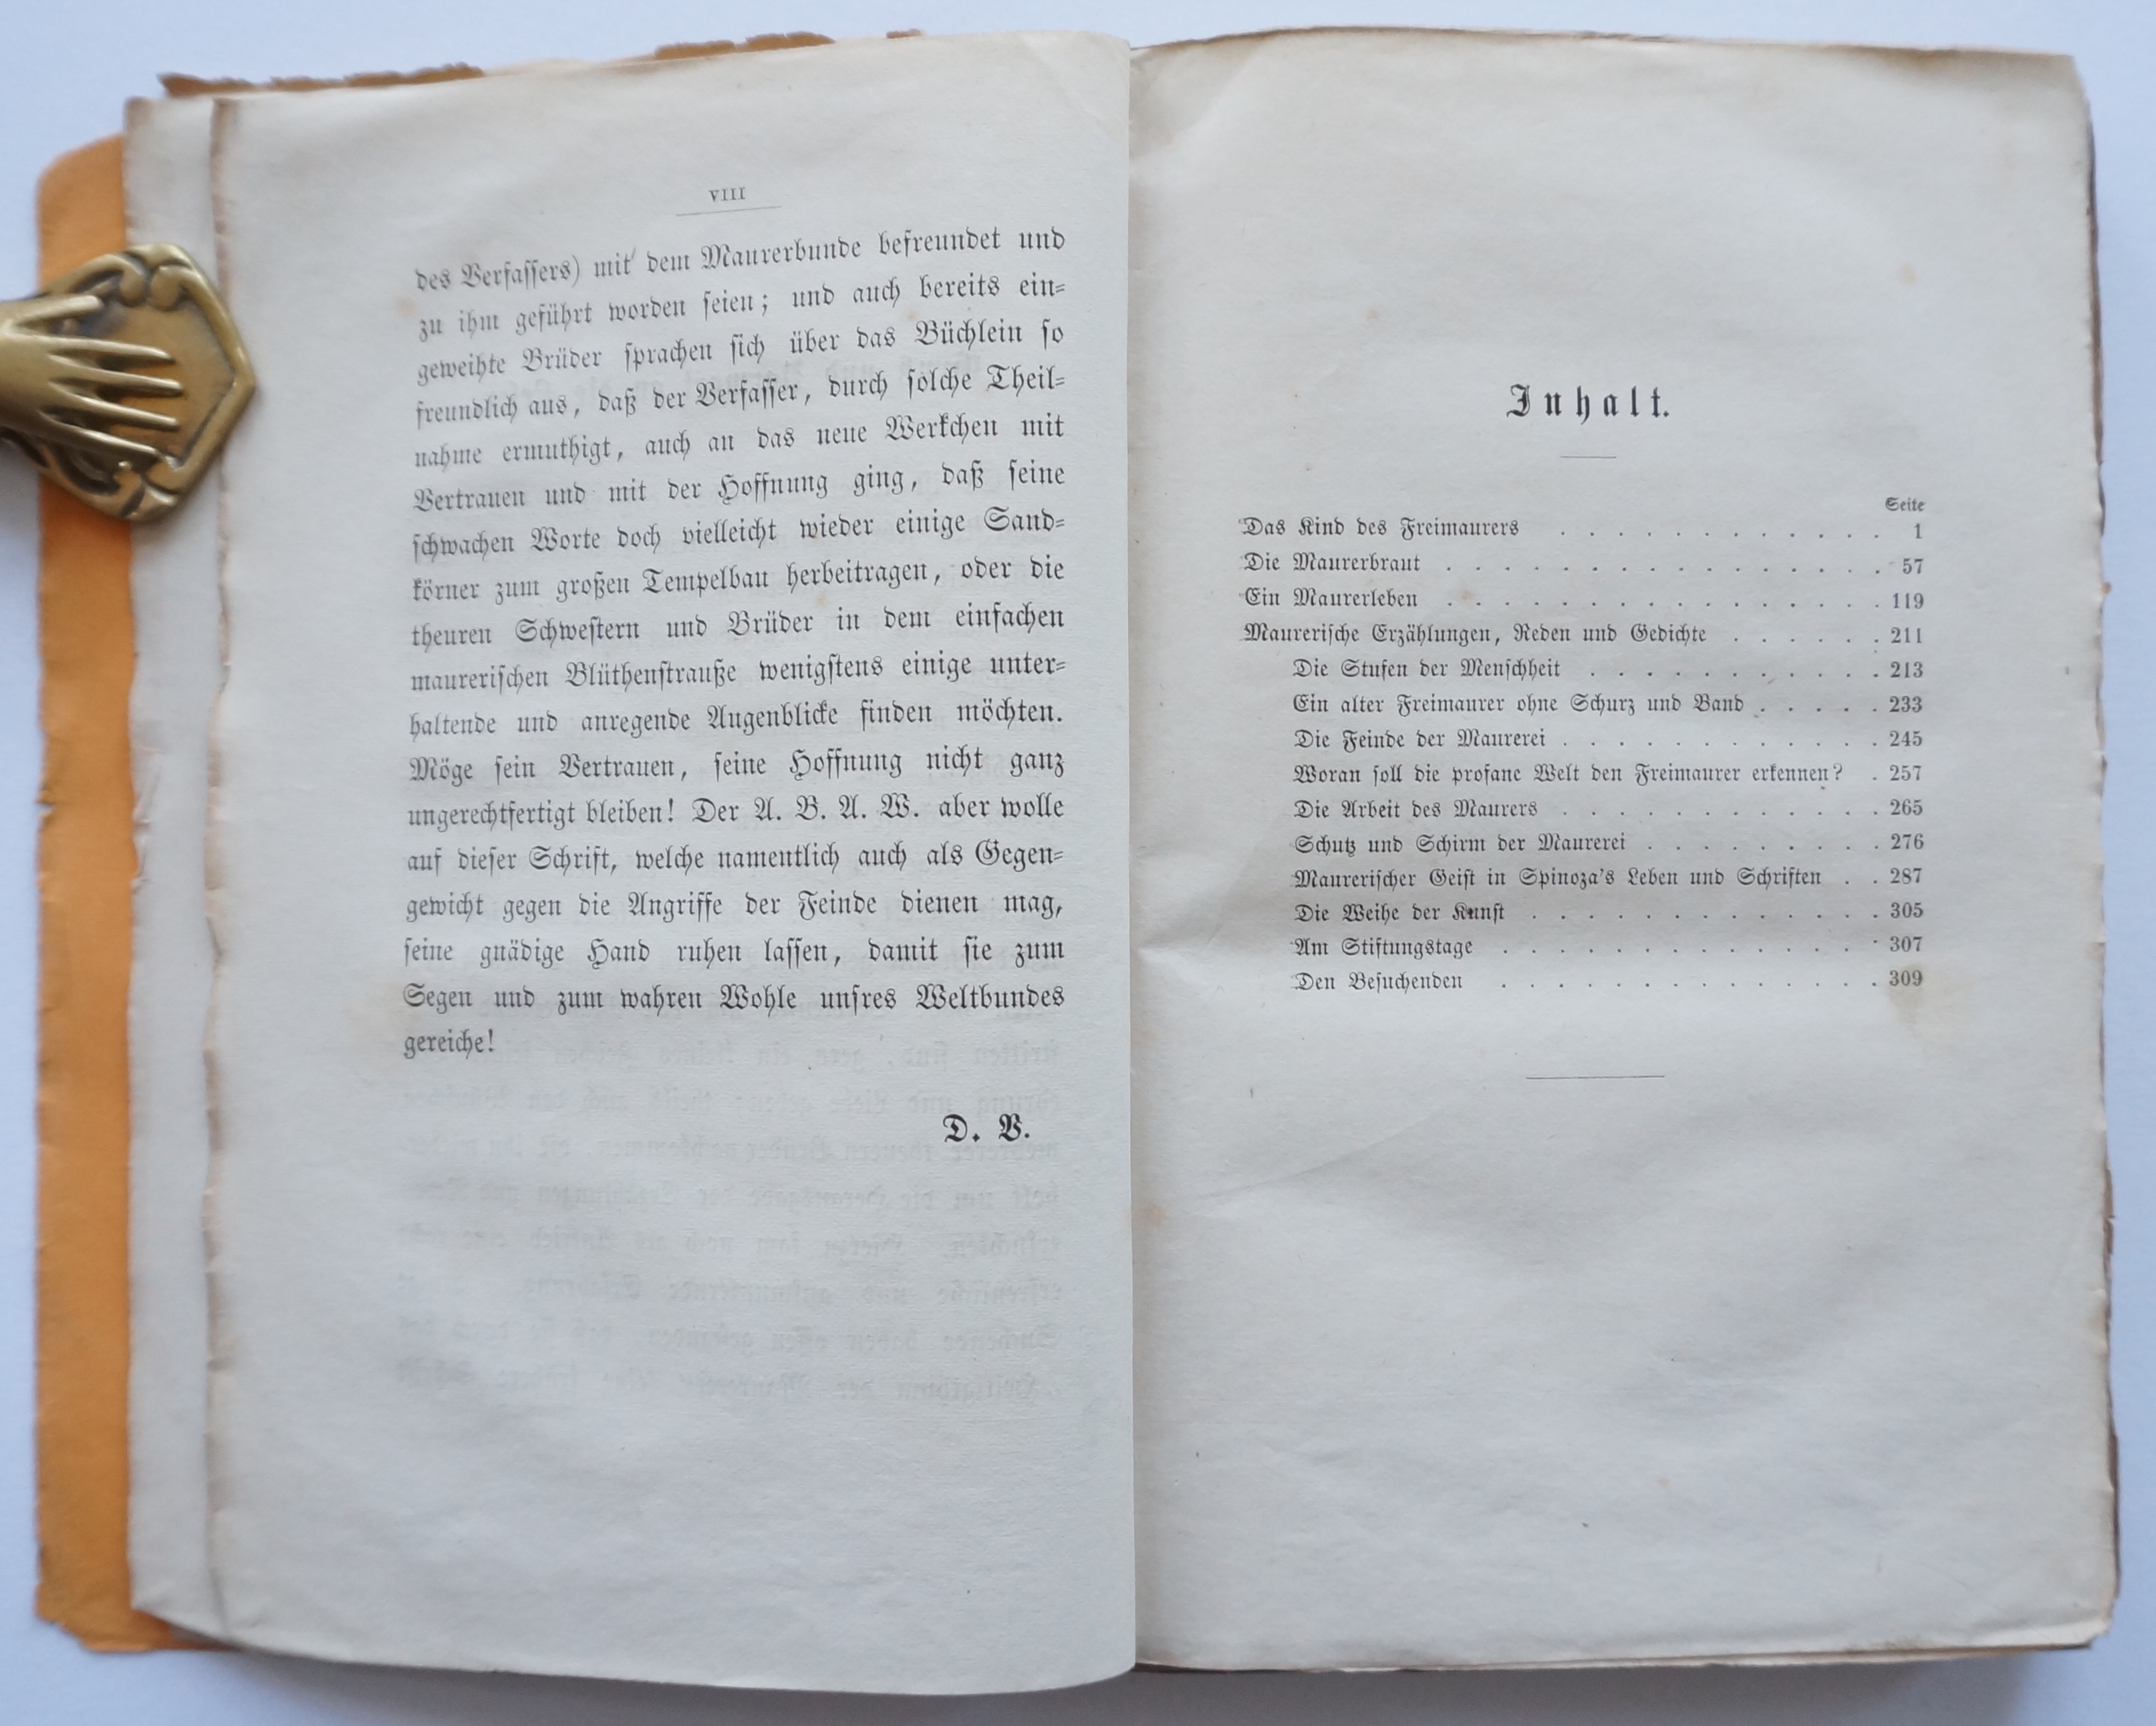 VIII
des Verfassers) mit dem Maurerbunde befreundet und
zu ihm geführt worden seien; und auch bereits ein=
geweihte Brüder sprachen sich über das Büchlein so
freundlich aus, daß der Verfasser, durch solche Theil=
nahme ermuthigt, auch an das neue Werkchen mit
Vertrauen und mit der Hoffnung ging, daß seine
schwachen Worte doch vielleicht wieder einige Sand=
körner zum großen Tempelbau herbeitragen, oder die
theuren Schwestern und Brüder in dem einfachen
maurerischen Blüthenstrauße wenigstens einige unter=
haltende und anregende Augenblicke finden möchten.
Möge sein Vertrauen, seine Hoffnung nicht ganz
ungerechtfertigt bleiben! Der A. B. A. W. aber wolle
auf dieser Schrift, welche namentlich auch als Gegen=
gewicht gegen die Angriffe der Feinde dienen mag,
seine gnädige Hand ruhen lassen, damit sie zum
Segen und zum wahren Wohle unsres Weltbundes
gereiche!
D. V.
Inhalt.
Seite
Das Kind des Freimaurers . . . . . . . . . . . . 1
Die Maurerbraut . . . . . . . . . . . . . . . . 57
Ein Maurerleben . . . . . . . . . . . . . . . . 119
Maurerische Erzählungen, Reden und Gedichte . . . . . . 211
Die Stufen der Menschheit . . . . . . . . . . . 213
Ein alter Freimaurer ohne Schurz und Band . . . . . 233
Die Feinde der Maurerei . . . . . . . . . . . . 245
Woran soll die profane Welt den Freimaurer erkennen? . 257
Die Arbeit des Maurers . . . . . . . . . . . . 265
Schutz und Schirm der Maurerei . . . . . . . . . 276
Maurerischer Geist in Spinoza's Leben und Schriften . . 287
Die Weihe der Kunst . . . . . . . . . . . . . 305
Am Stiftungstage . . . . . . . . . . . . . . 307
Den Besuchenden . . . . . . . . . . . . . . 309